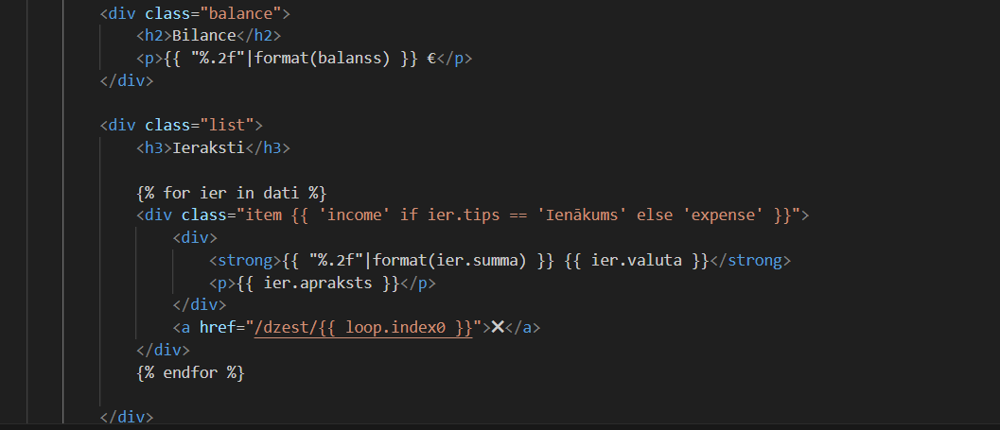 <div class="balance">
<h2>Bilance</h2>
<p>{{ "%.2f"|format(balanss) }} €</p>
</div>
<div class="list">
<h3>Ieraksti</h3>
{% for ier in dati %}
<div class="item {{ 'income' if ier.tips == 'Ienākums' else 'expense' }}">
<div>
<strong>{{ "%.2f"|format(ier.summa) }} {{ ier.valuta }}</strong>
<p>{{ ier.apraksts }}</p>
</div>
<a href="/dzest/{{ loop.index0 }}">❌</a>
</div>
{% endfor %}
</div>